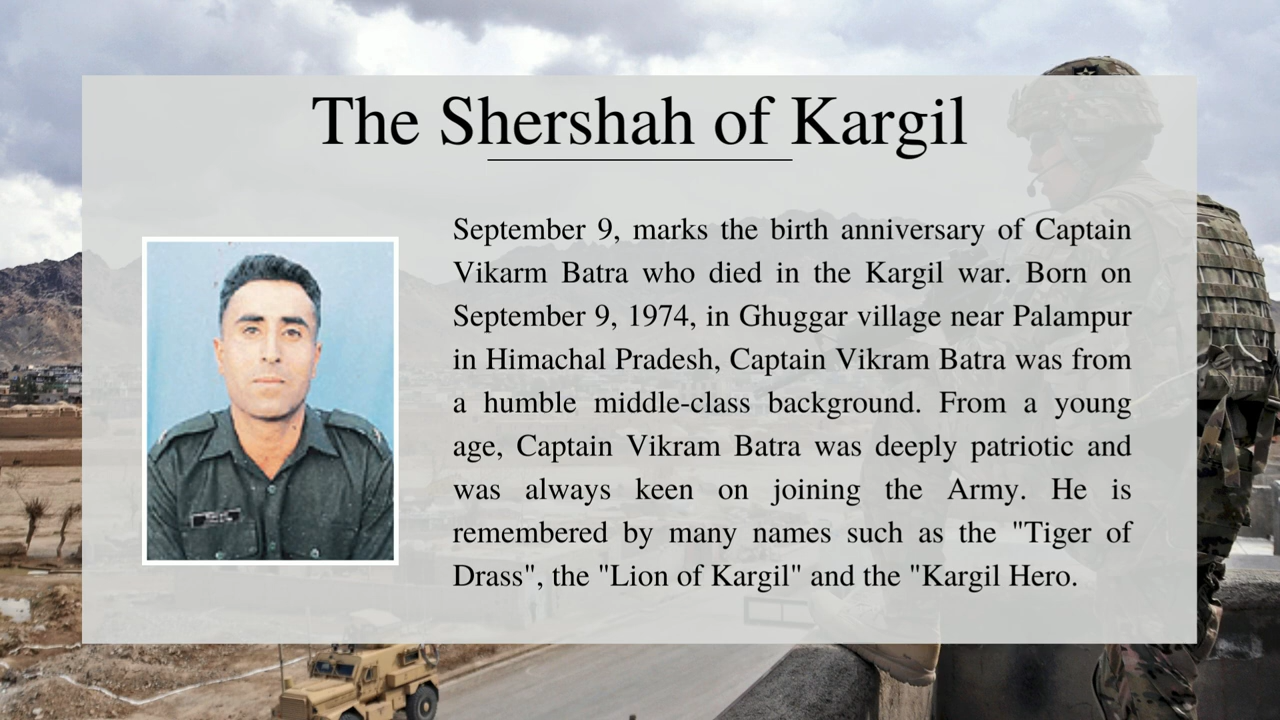 The Shershah of Kargil
September 9, marks the birth anniversary of Captain
Vikarm Batra who died in the Kargil war. Born on
September 9, 1974, in Ghuggar village near Palampur
in Himachal Pradesh, Captain Vikram Batra was from
a humble middle-class background. From a young
age, Captain Vikram Batra was deeply patriotic and
was always keen on joining the Army. He is
remembered by many names such as the "Tiger of
Drass", the "Lion of Kargil" and the "Kargil Hero.